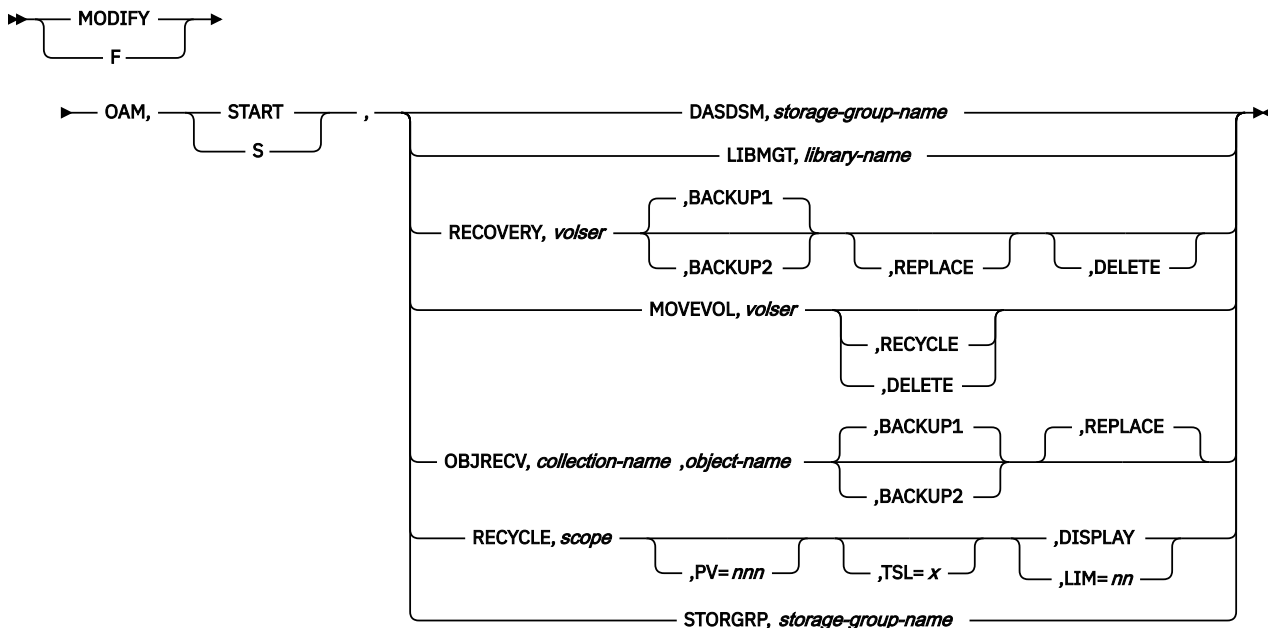 MODIFY
F
OAM, START ,
S
DASDSM, storage-group-name
LIBMGT, library-name
,BACKUP1
RECOVERY, volser
,BACKUP2 ,REPLACE ,DELETE
MOVEVOL, volser
,RECYCLE
,DELETE
,BACKUP1 ,REPLACE
OBJRECV, collection-name ,object-name
,BACKUP2
RECYCLE, scope ,DISPLAY
,PV= nnn ,TSL= x ,LIM= nn
STORGRP, storage-group-name